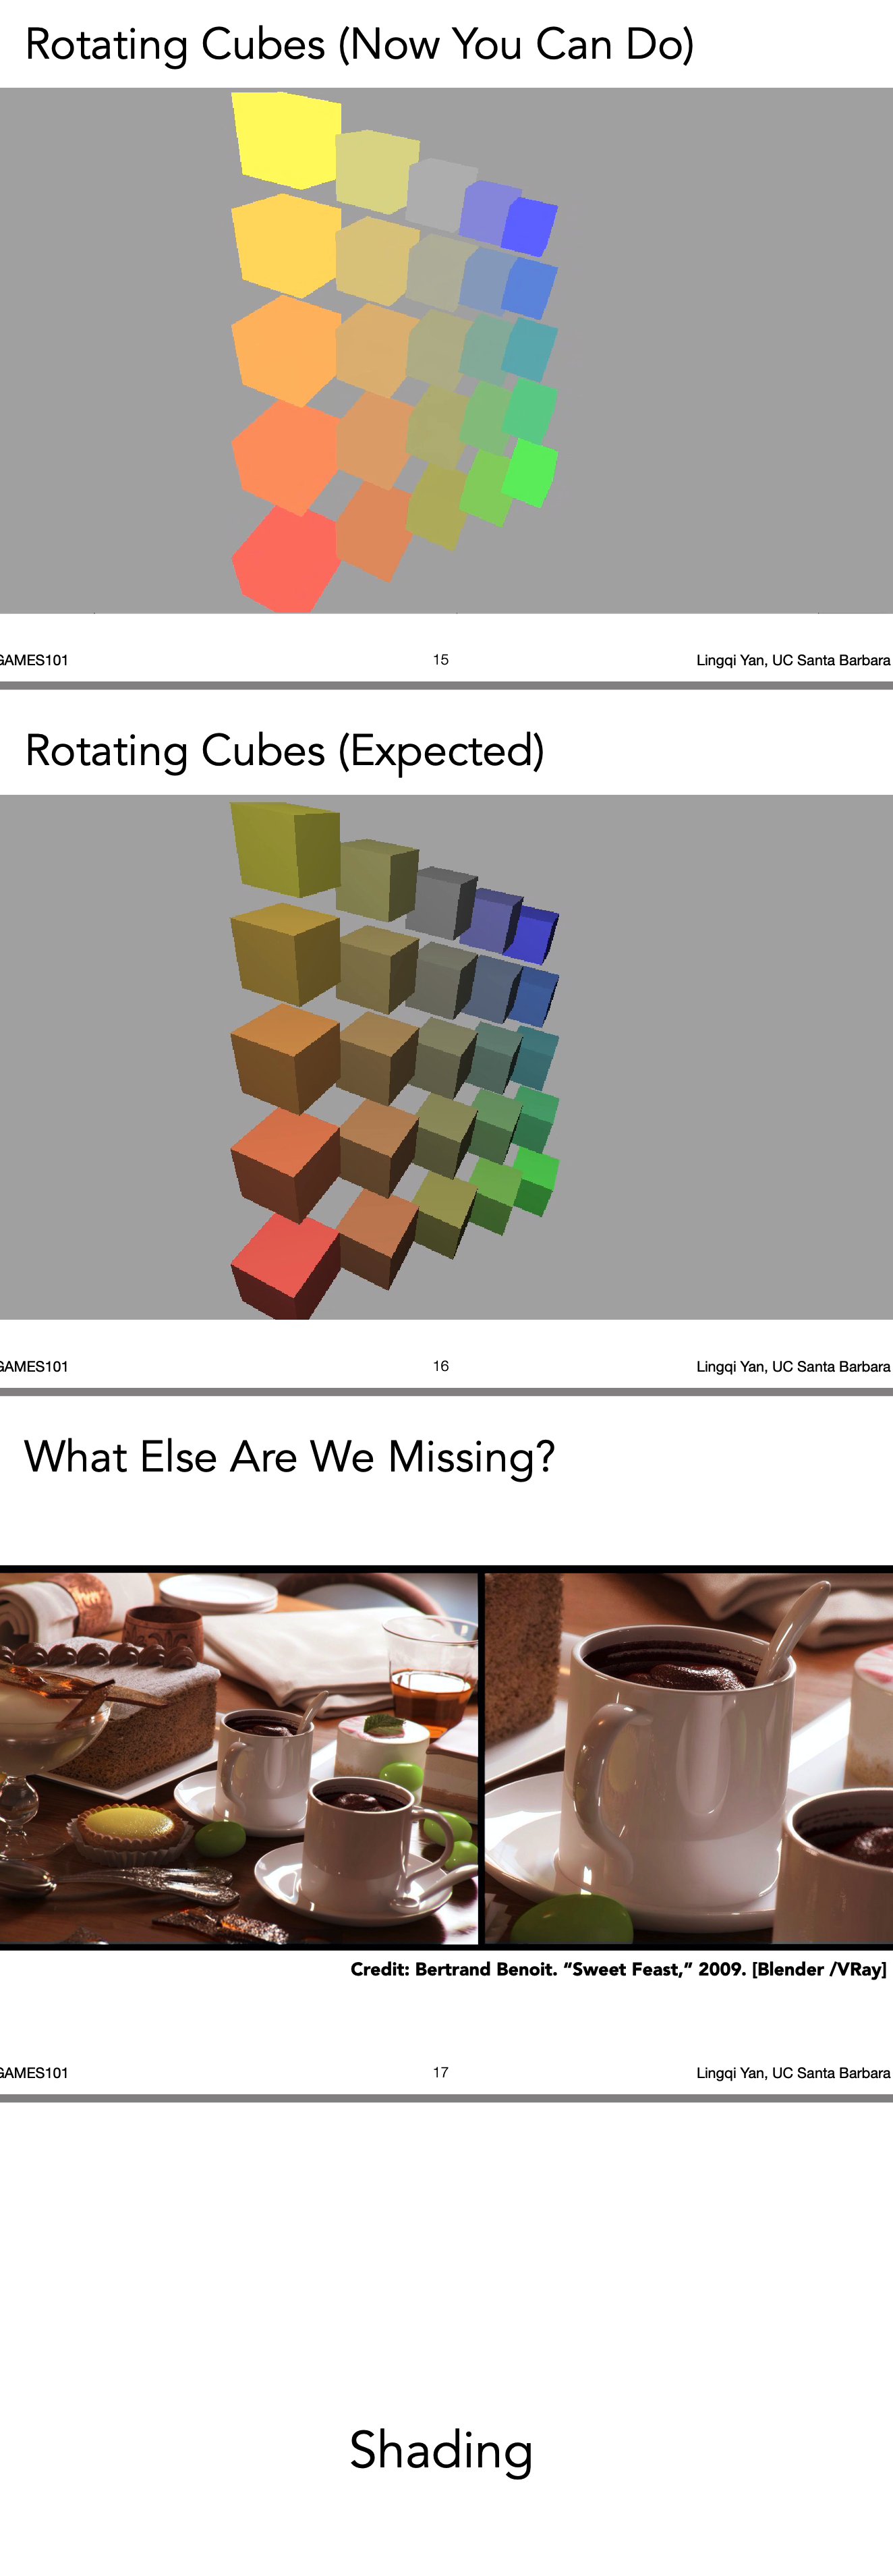 Rotating Cubes (Now You Can Do)
GAMES101 15 Lingqi Yan, UC Santa Barbara
Rotating Cubes (Expected)
GAMES101 16 Lingqi Yan, UC Santa Barbara
What Else Are We Missing?
Credit: Bertrand Benoit. “Sweet Feast,” 2009. [Blender /VRay]
GAMES101 17 Lingqi Yan, UC Santa Barbara
Shading